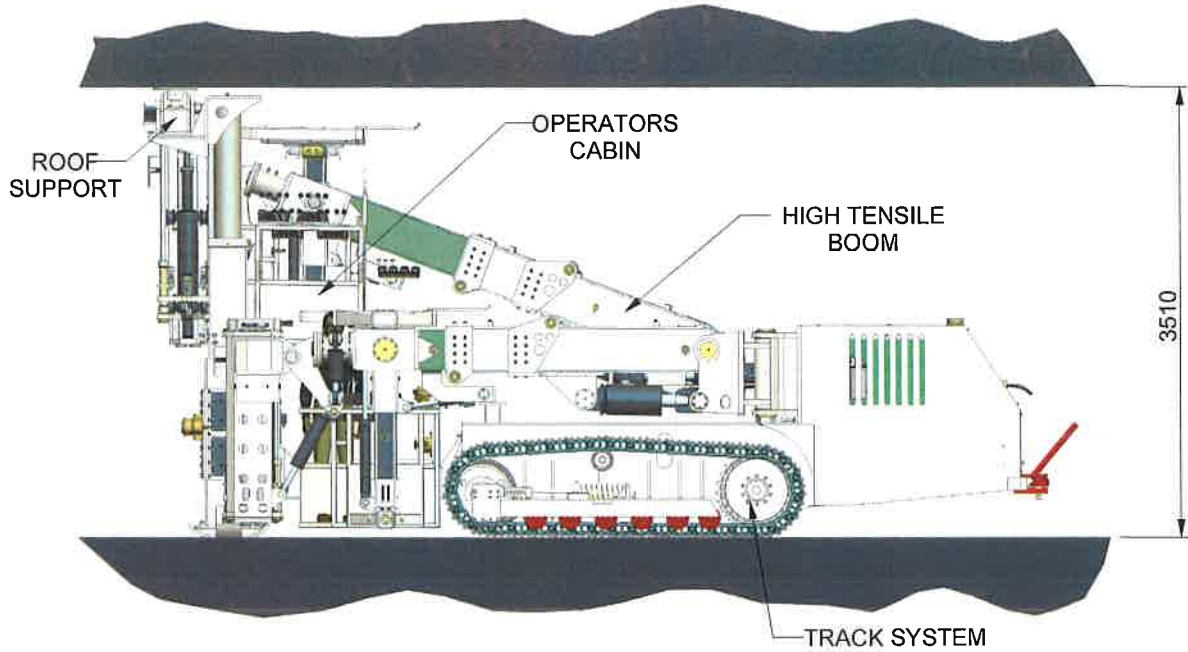 OPERATORS
CABIN
ROOF
SUPPORT
HIGH TENSILE
BOOM
3510
TRACK SYSTEM